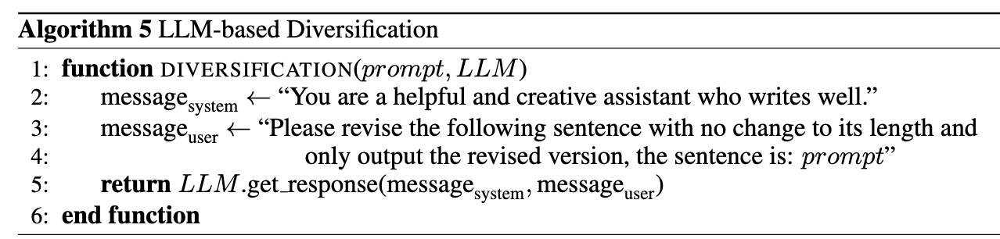 Algorithm 5 LLM-based Diversification
1: function DIVERSIFICATION(prompt, LLM)
2: message_system ← “You are a helpful and creative assistant who writes well.”
3: message_user ← “Please revise the following sentence with no change to its length and
4: only output the revised version, the sentence is: prompt”
5: return LLM.get_response(message_system, message_user)
6: end function